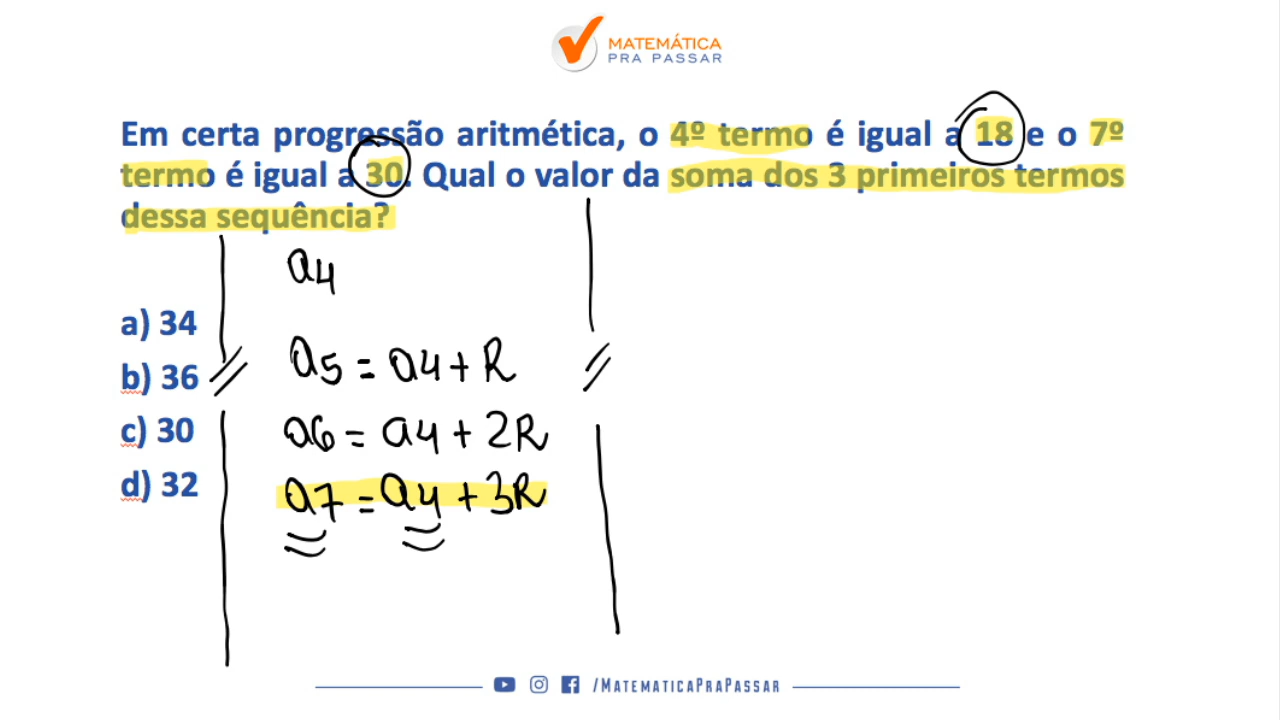 MATEMÁTICA
PRA PASSAR
Em certa progressão aritmética, o 4º termo é igual a 18 e o 7º
termo é igual a 30. Qual o valor da soma dos 3 primeiros termos
dessa sequência?
a4
a) 34
a5 = a4 + R
b) 36
a6 = a4 + 2R
c) 30
a7 = a4 + 3R
d) 32
/MATEMATICAPRAPASSAR